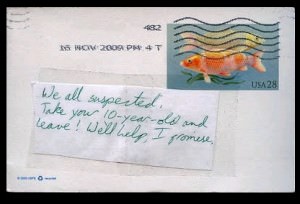 482
16 NOV 2009 PM 4 T
USA 28
We all suspected.
Take your 10-year-old and
leave! We'll help, I promise.
recycled